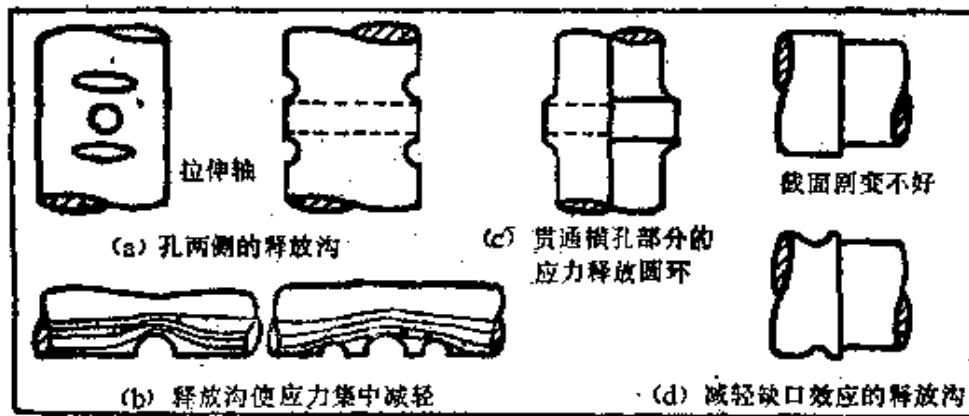 拉伸轴
截面剧变不好
(a) 孔两侧的释放沟
(c) 贯通横孔部分的
应力释放圆环
(b) 释放沟使应力集中减轻
(d) 减轻缺口效应的释放沟